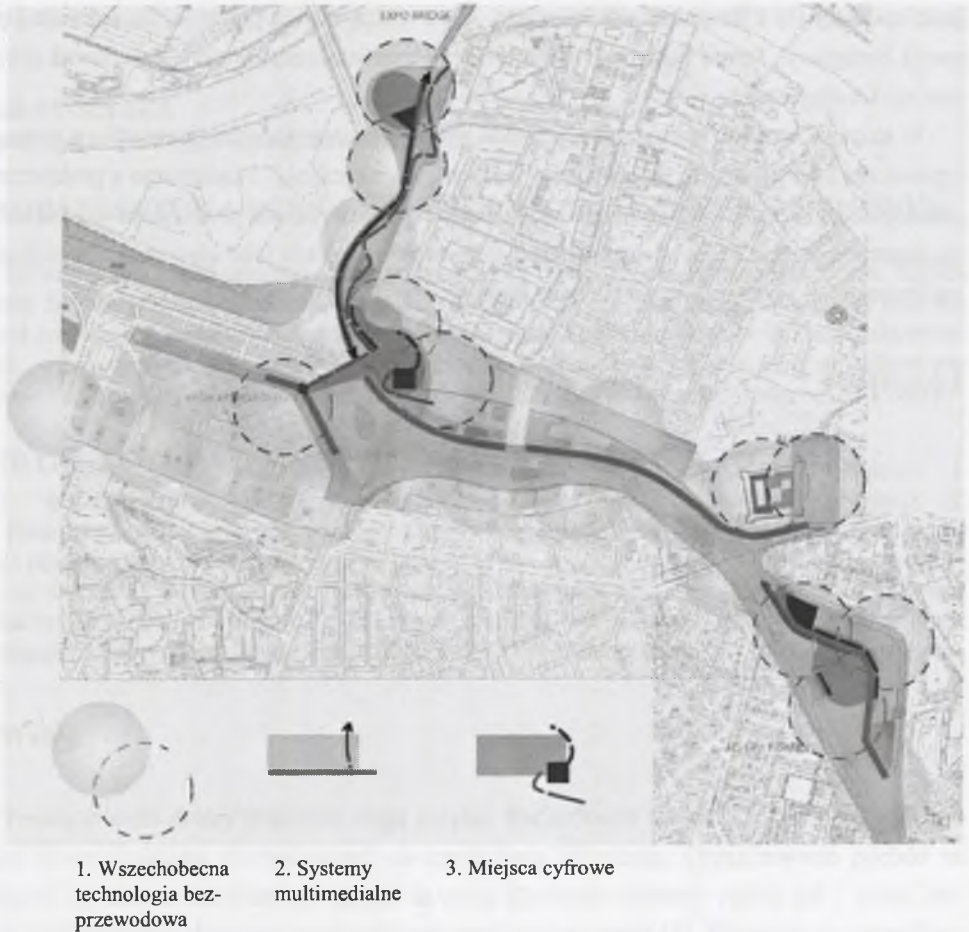 EXPO BRIDGE
1. Wszechobecna
technologia bez-
przewodowa
2. Systemy
multimedialne
3. Miejsca cyfrowe